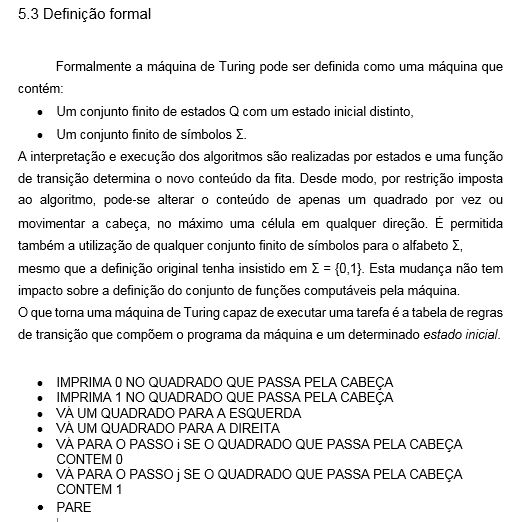 5.3 Definição formal
Formalmente a máquina de Turing pode ser definida como uma máquina que
contém:
• Um conjunto finito de estados Q com um estado inicial distinto,
• Um conjunto finito de símbolos Σ.
A interpretação e execução dos algoritmos são realizadas por estados e uma função
de transição determina o novo conteúdo da fita. Desde modo, por restrição imposta
ao algoritmo, pode-se alterar o conteúdo de apenas um quadrado por vez ou
movimentar a cabeça, no máximo uma célula em qualquer direção. É permitida
também a utilização de qualquer conjunto finito de símbolos para o alfabeto Σ,
mesmo que a definição original tenha insistido em Σ = {0,1}. Esta mudança não tem
impacto sobre a definição do conjunto de funções computáveis pela máquina.
O que torna uma máquina de Turing capaz de executar uma tarefa é a tabela de regras
de transição que compõem o programa da máquina e um determinado estado inicial.
• IMPRIMA 0 NO QUADRADO QUE PASSA PELA CABEÇA
• IMPRIMA 1 NO QUADRADO QUE PASSA PELA CABEÇA
• VÁ UM QUADRADO PARA A ESQUERDA
• VÁ UM QUADRADO PARA A DIREITA
• VÁ PARA O PASSO i SE O QUADRADO QUE PASSA PELA CABEÇA
CONTEM 0
• VÁ PARA O PASSO j SE O QUADRADO QUE PASSA PELA CABEÇA
CONTEM 1
• PARE